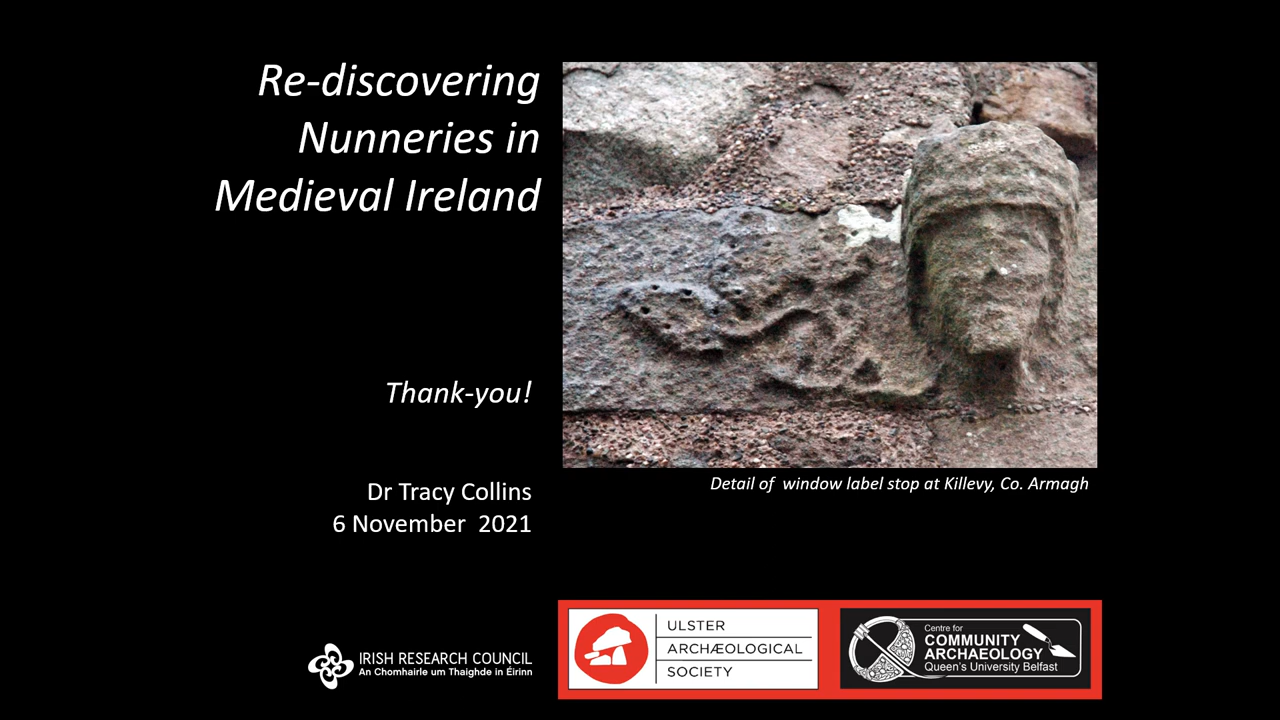 Re-discovering
Nunneries in
Medieval Ireland
Thank-you!
Dr Tracy Collins
6 November  2021
Detail of  window label stop at Killevy, Co. Armagh
IRISH RESEARCH COUNCIL
An Chomhairle um Thaighde in Éirinn
ULSTER
ARCHÆOLOGICAL
SOCIETY
Centre for
COMMUNITY
ARCHAEOLOGY
Queen's University Belfast